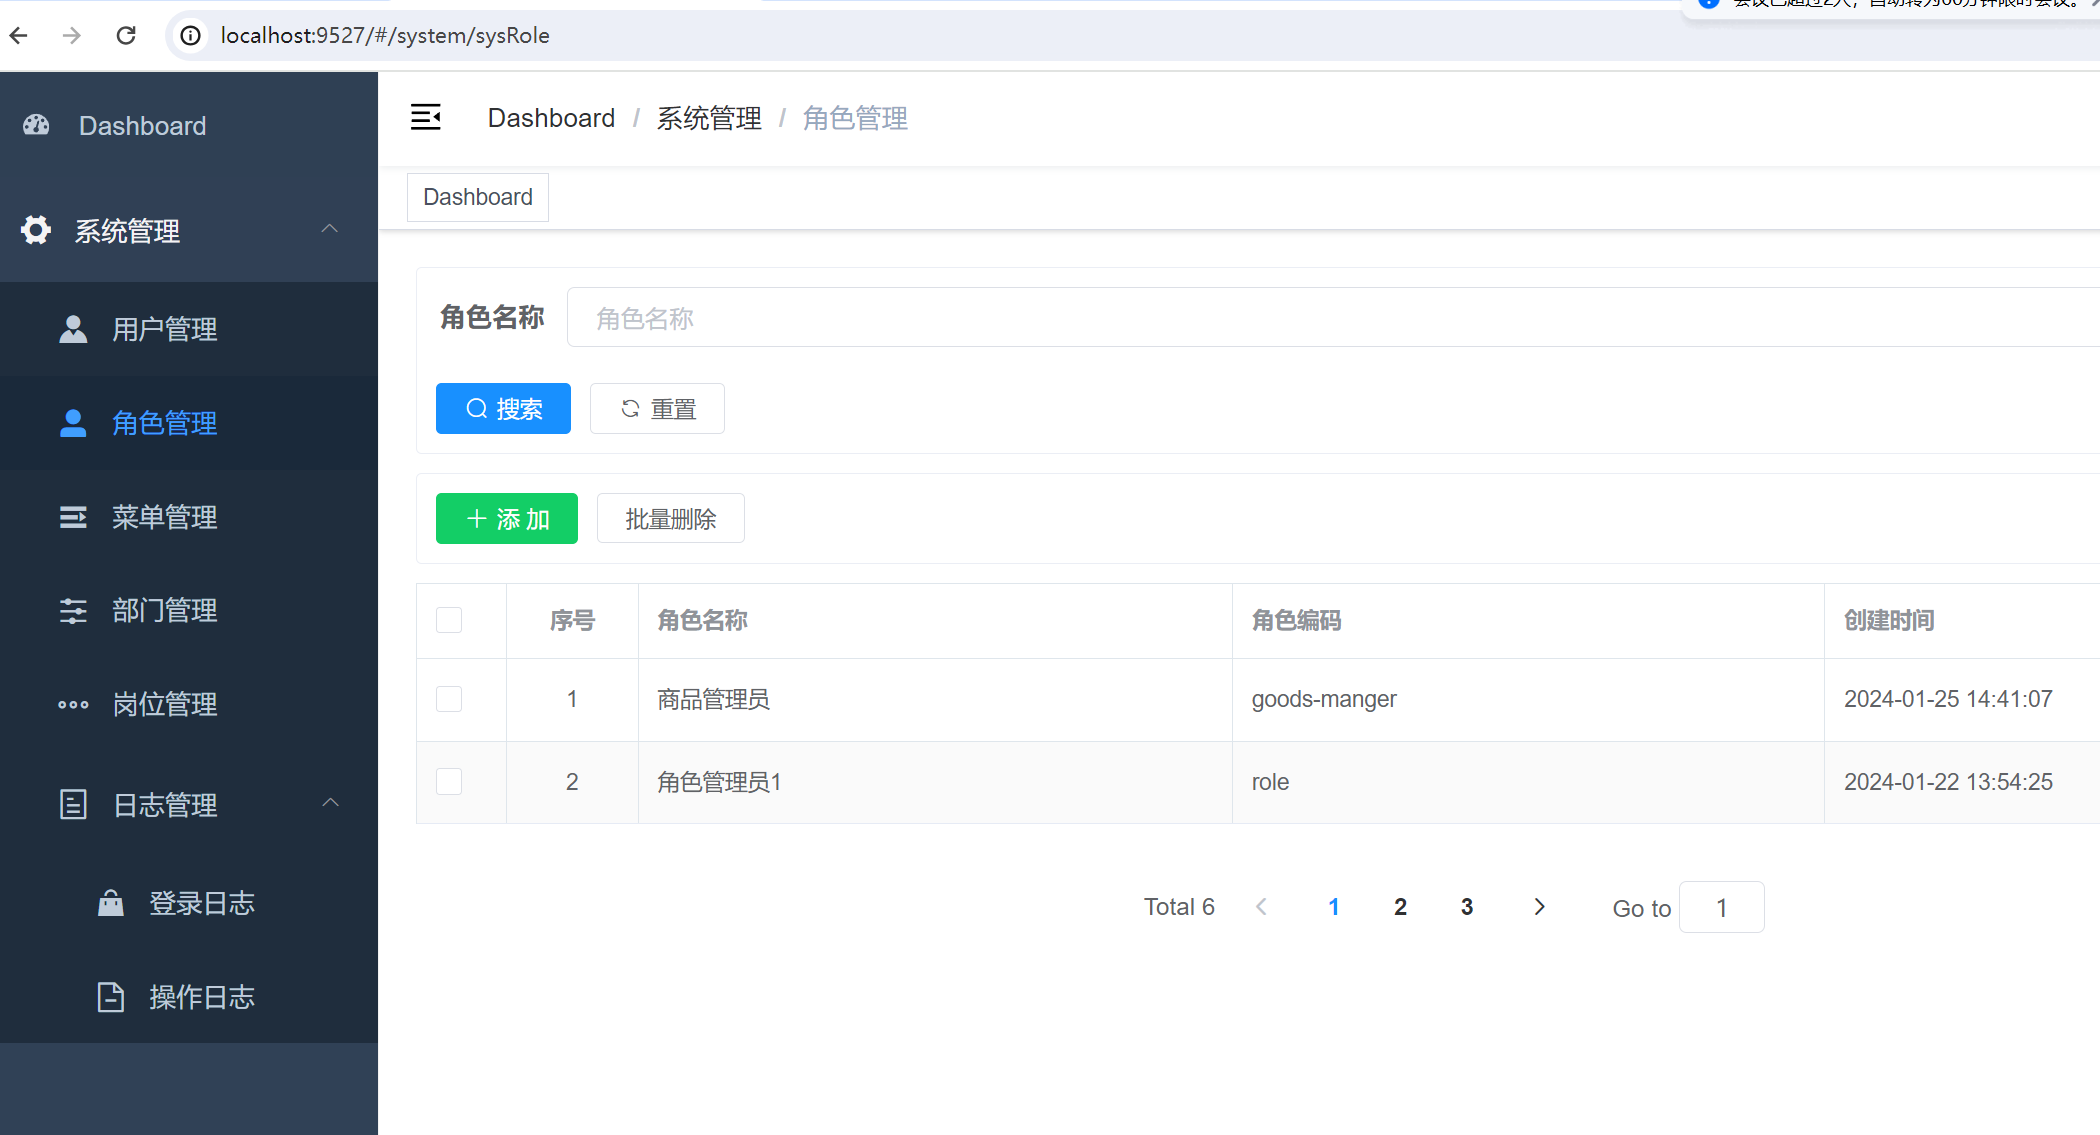 localhost:9527/#/system/sysRole
Dashboard
系统管理
用户管理
角色管理
菜单管理
部门管理
岗位管理
日志管理
登录日志
操作日志
Dashboard / 系统管理 / 角色管理
Dashboard
角色名称 角色名称
搜索 重置
添 加 批量删除
序号 角色名称 角色编码 创建时间
1 商品管理员 goods-manger 2024-01-25 14:41:07
2 角色管理员1 role 2024-01-22 13:54:25
Total 6 1 2 3 Go to 1